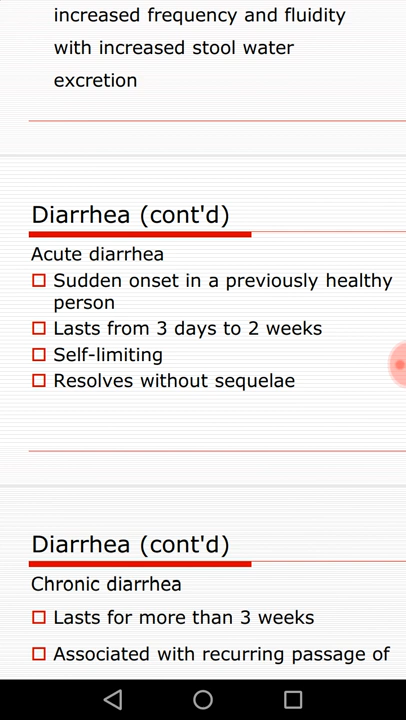 increased frequency and fluidity
with increased stool water
excretion
Diarrhea (cont'd)
Acute diarrhea
Sudden onset in a previously healthy
person
Lasts from 3 days to 2 weeks
Self-limiting
Resolves without sequelae
Diarrhea (cont'd)
Chronic diarrhea
Lasts for more than 3 weeks
Associated with recurring passage of